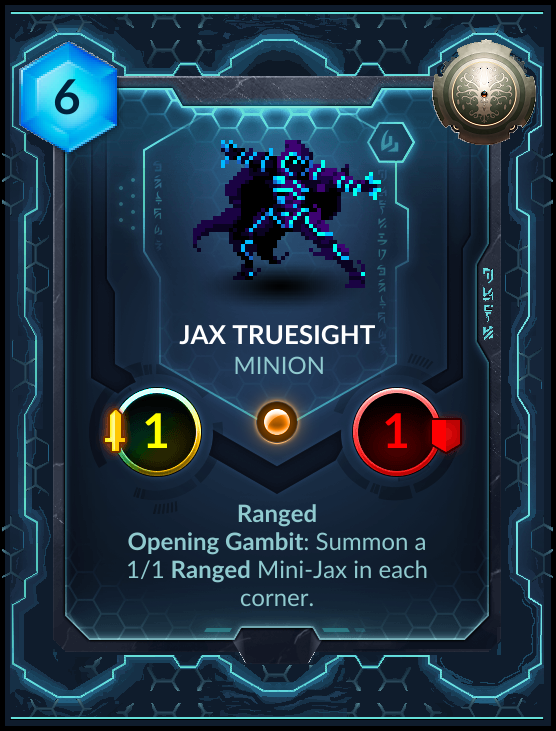 6
JAX TRUESIGHT
MINION
1
1
Ranged
Opening Gambit: Summon a
1/1 Ranged Mini-Jax in each
corner.